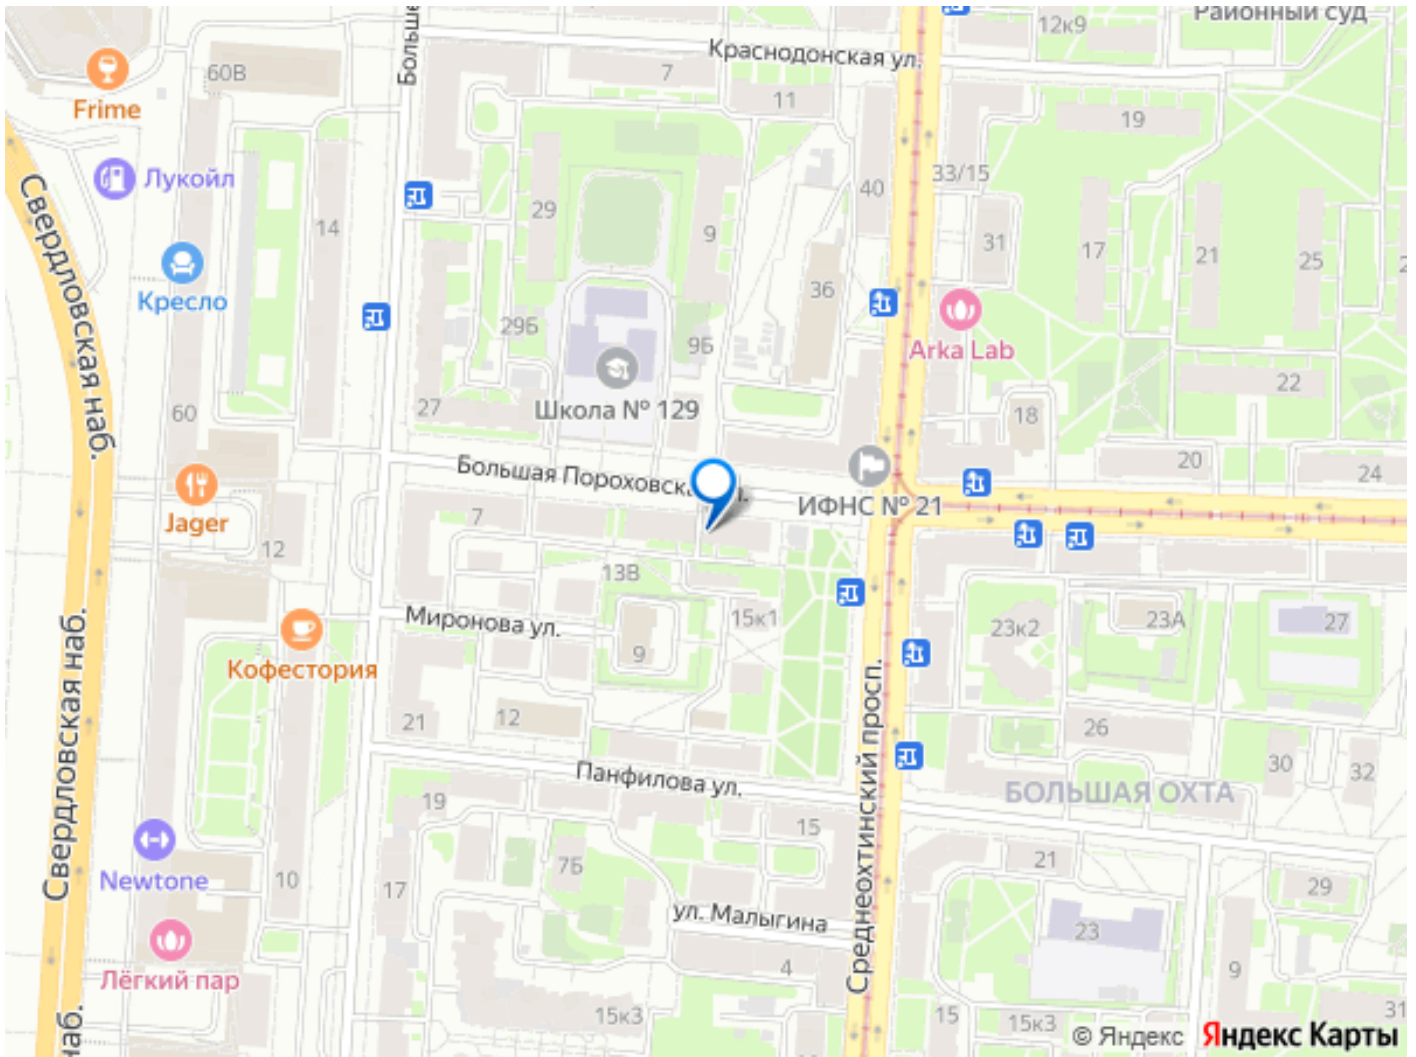 Районный суд
12к9
Больше
Краснодонская ул.
60В
7
11
Frime
19
Лукойл
33/15
40
29
14
9
31
17
21
25
Свердловская наб.
Кресло
36
29Б
9Б
Arka Lab
22
Школа № 129
27
60
18
20
24
Большая Пороховская ул.
ИФНС № 21
Jager
7
12
13В
15к1
Миронова ул.
23к2
23А
27
9
Кофестория
Свердловская наб.
21
12
26
30
32
Панфилова ул.
Среднеохтинский просп.
БОЛЬШАЯ ОХТА
19
15
21
7Б
Newtone
10
17
29
ул. Малыгина
23
4
9
Лёгкий пар
15к3
15
15к3
31
наб.
© Яндекс Яндекс Карты